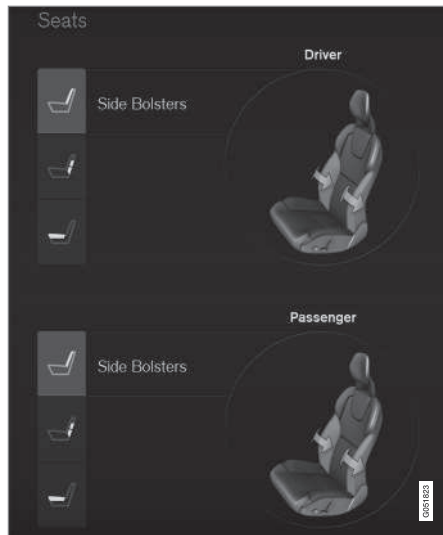 Seats
Driver
Side Bolsters
Passenger
Side Bolsters
G051823